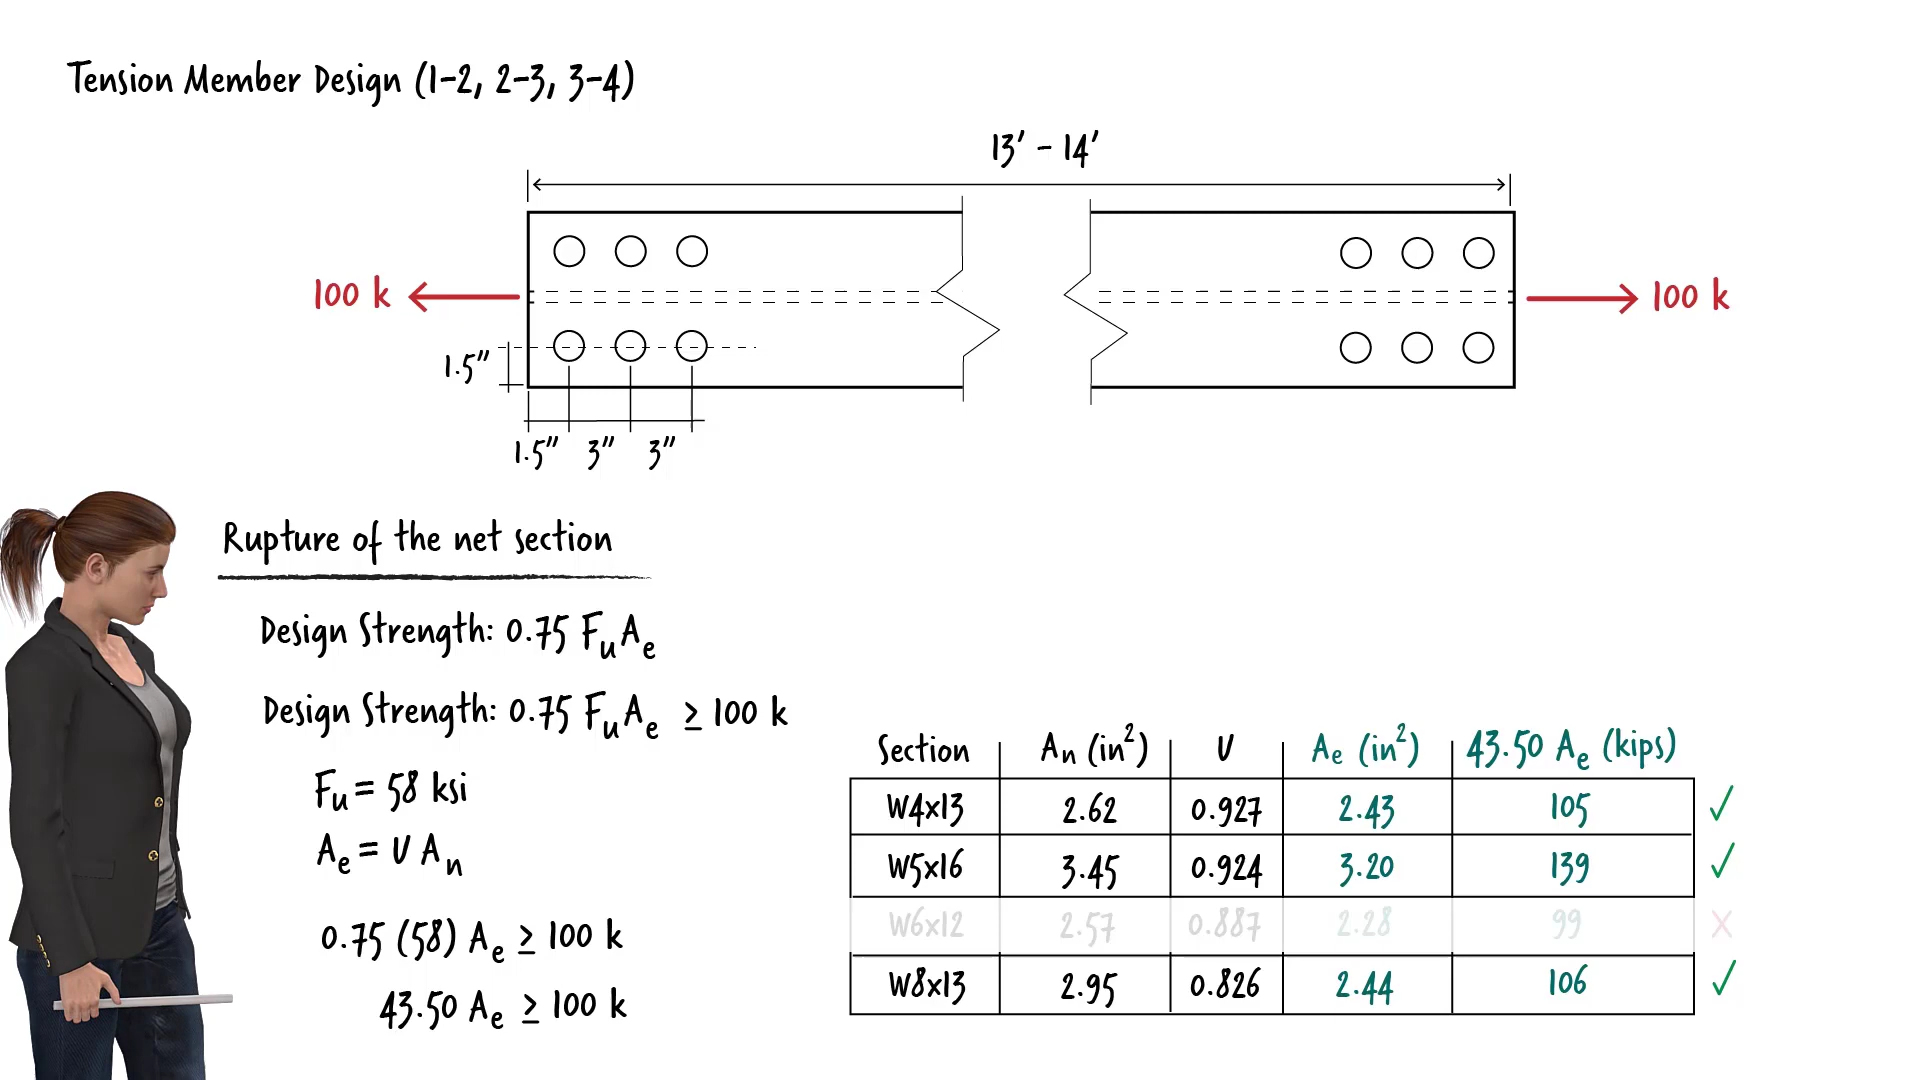 Tension Member Design (1-2, 2-3, 3-4)
13' - 14'
100 k
100 k
1.5"
1.5" 3" 3"
Rupture of the net section
Design Strength: 0.75 FuAe
Design Strength: 0.75 FuAe ≥ 100 k
Fu = 58 ksi
Ae = U An
0.75 (58) Ae ≥ 100 k
43.50 Ae ≥ 100 k
Section An (in²) U Ae (in²) 43.50 Ae (kips)
W4x13 2.62 0.927 2.43 105 ✓
W5x16 3.45 0.924 3.20 139 ✓
W6x12 2.57 0.887 2.28 99 X
W8x13 2.95 0.826 2.44 106 ✓